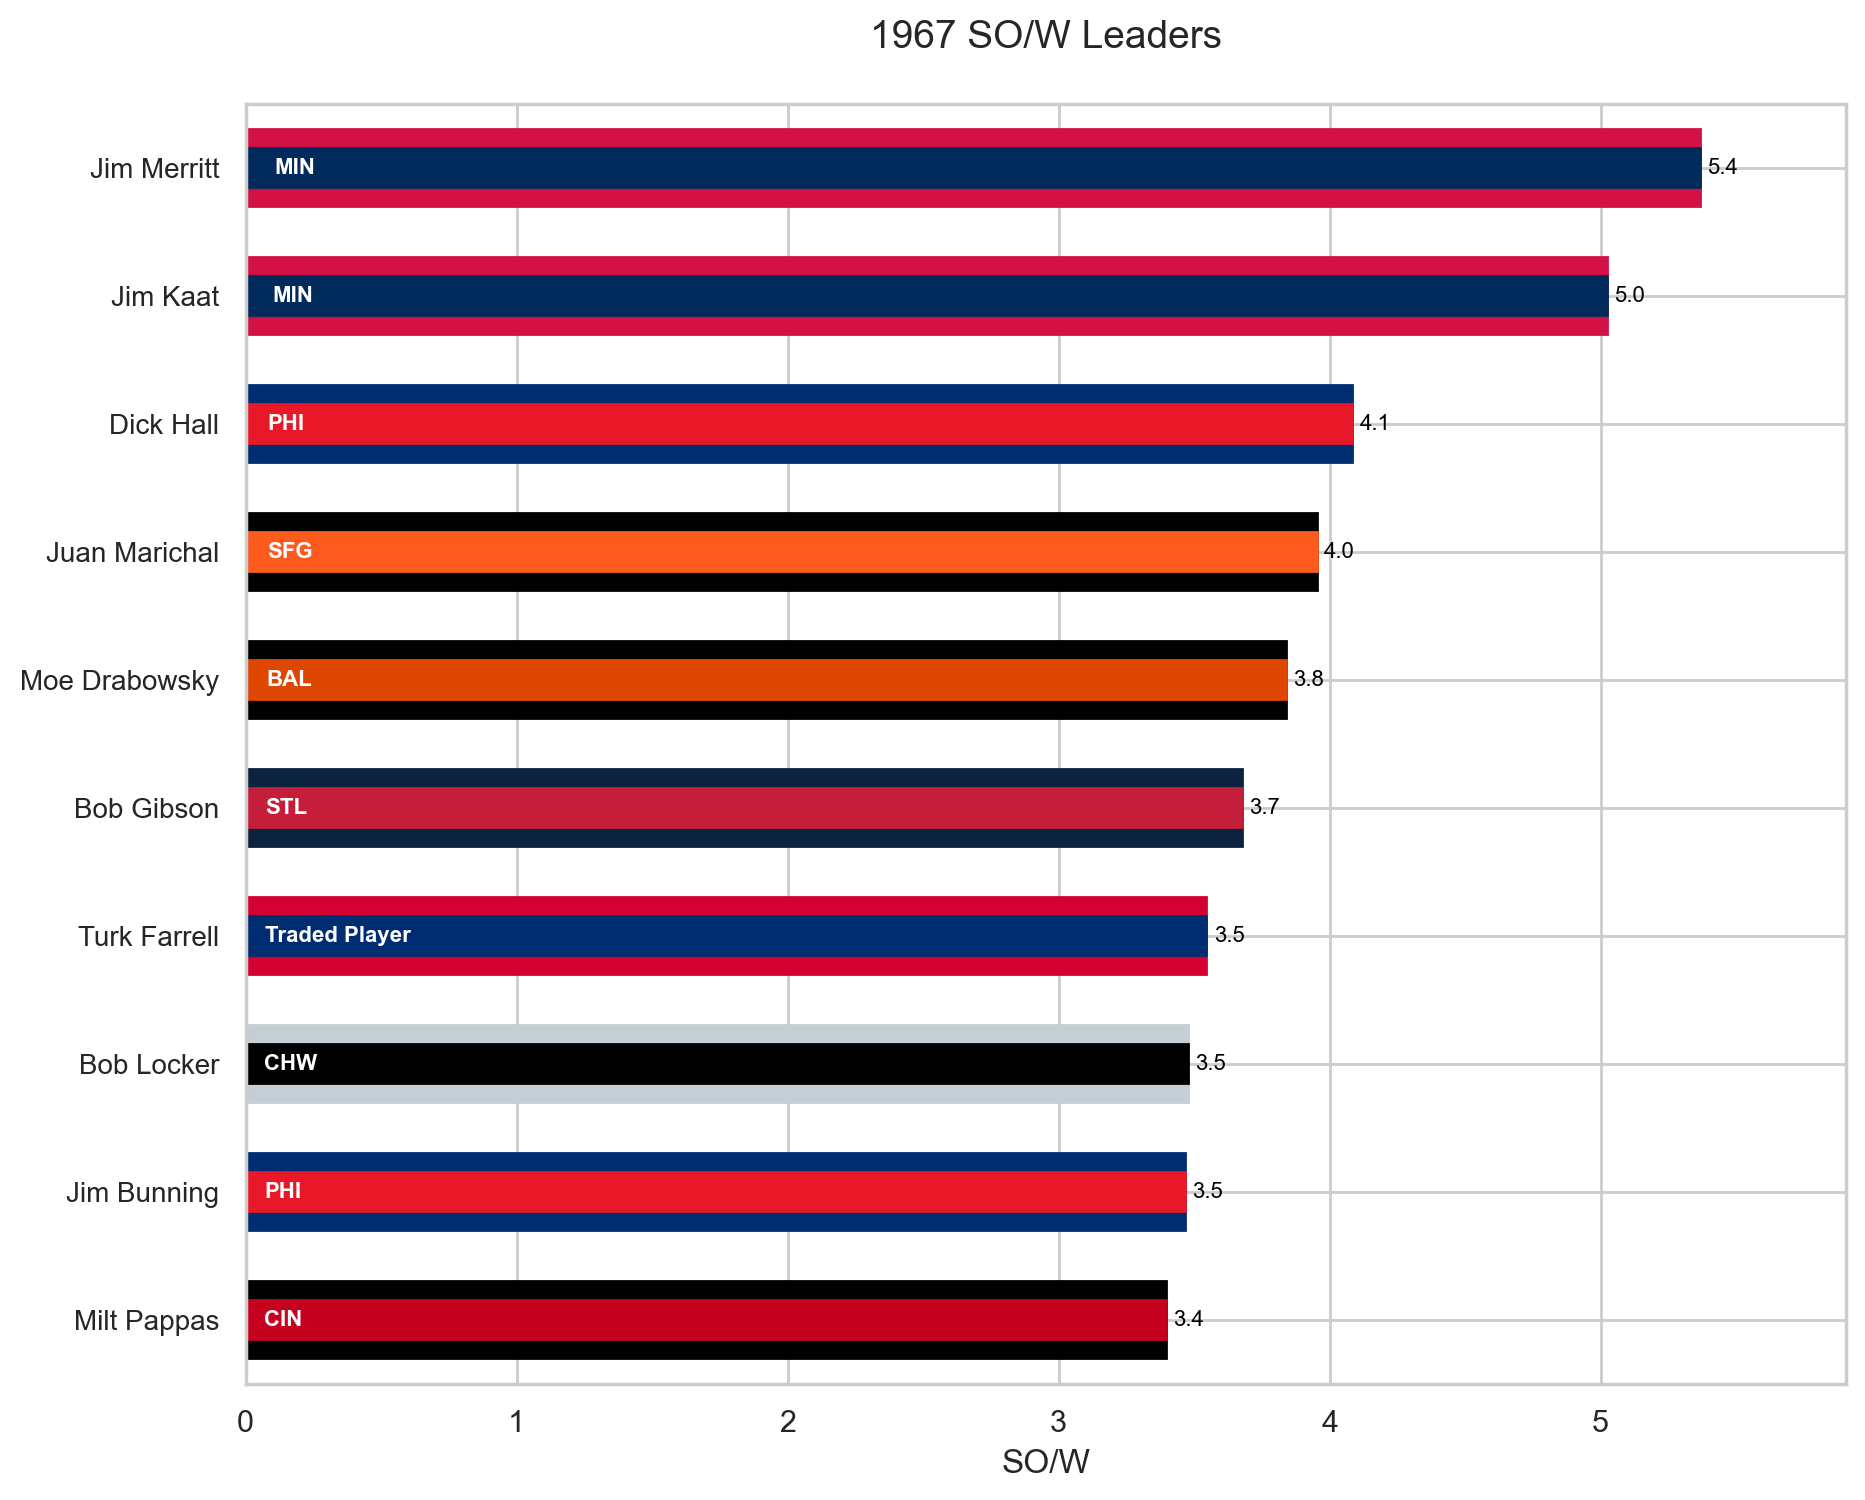 1967 SO/W Leaders
Jim Merritt MIN 5.4
Jim Kaat MIN 5.0
Dick Hall PHI 4.1
Juan Marichal SFG 4.0
Moe Drabowsky BAL 3.8
Bob Gibson STL 3.7
Turk Farrell Traded Player 3.5
Bob Locker CHW 3.5
Jim Bunning PHI 3.5
Milt Pappas CIN 3.4
0 1 2 3 4 5
SO/W